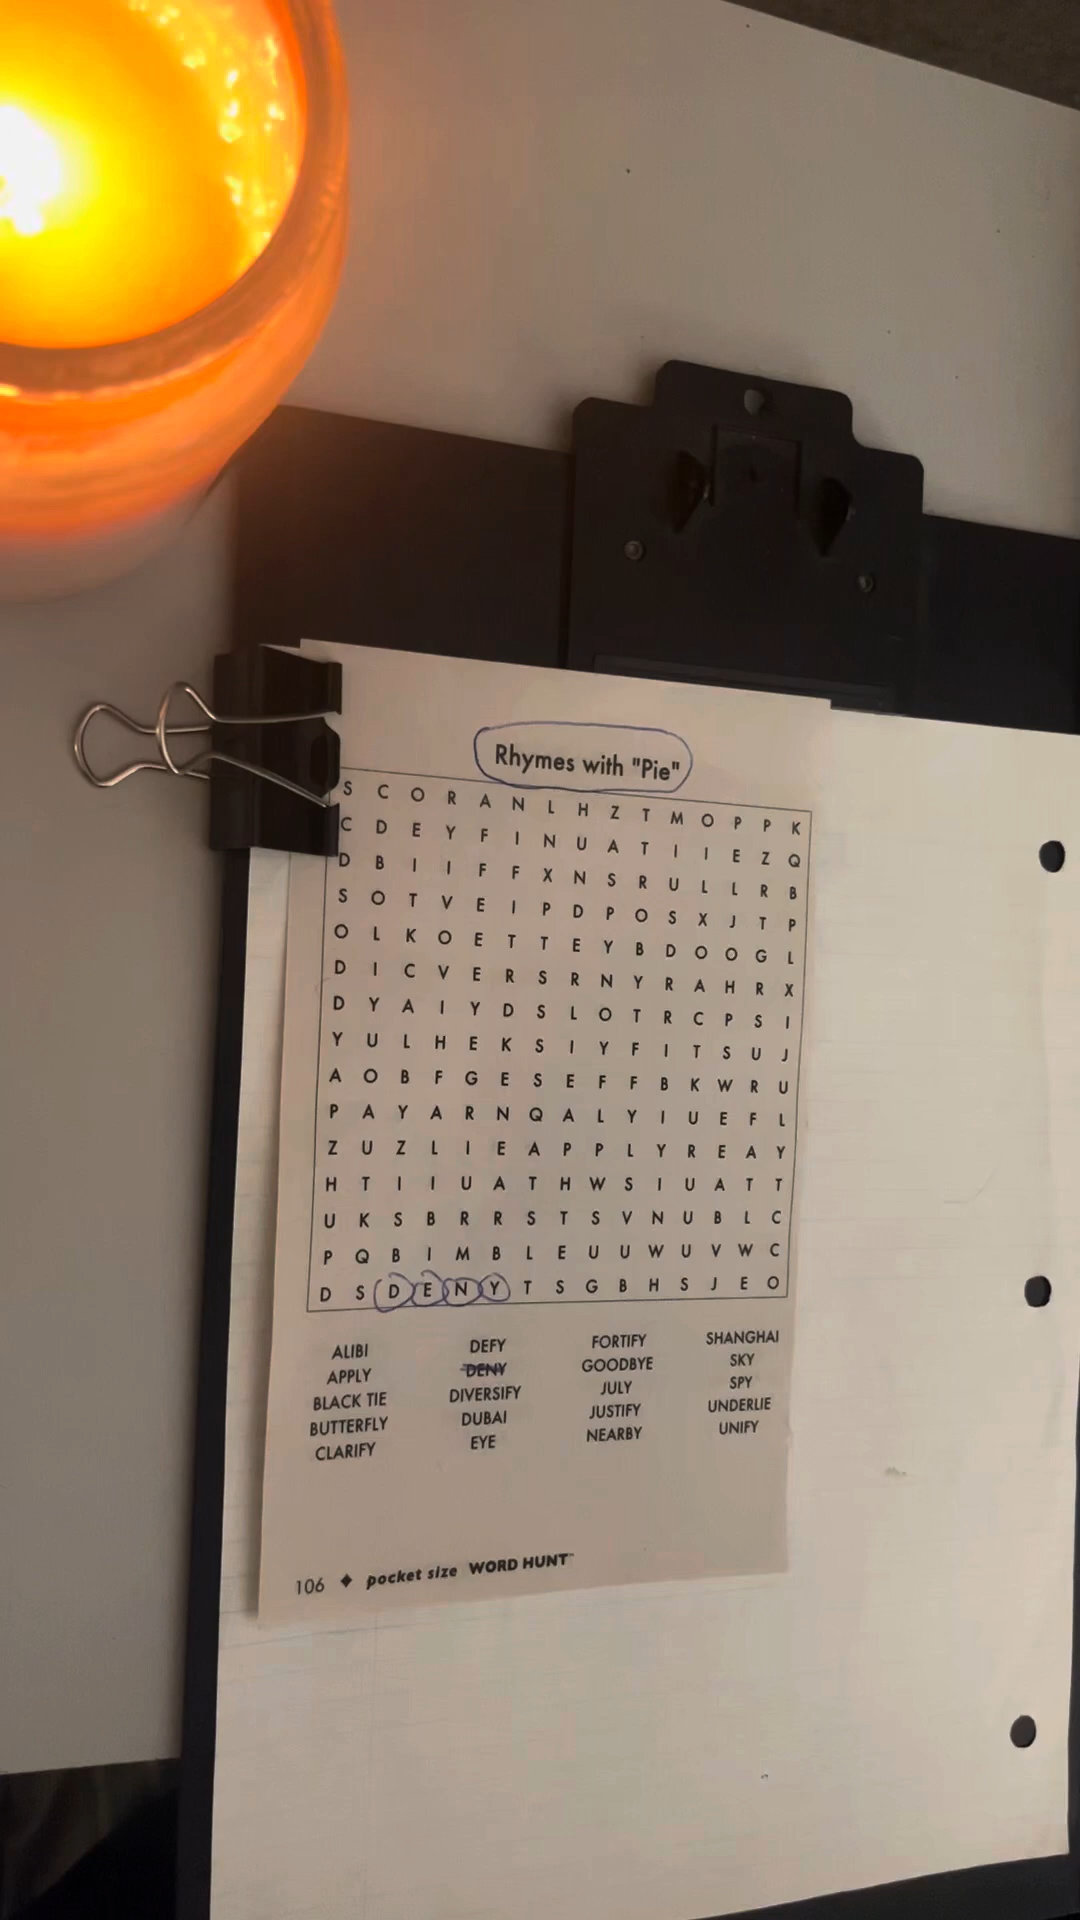 Rhymes with "Pie"
S C O R A N L H Z T M O P P K
C D E Y F I N U A T I I E Z Q
D B I I F F X N S R U L L R B
S O T V E I P D P O S X J T P
O L K O E T T E Y B D O O G L
D I C V E R S R N Y R A H R X
D Y A I Y D S L O T R C P S I
Y U L H E K S I Y F I T S U J
A O B F G E S E F F B K W R U
P A Y A R N Q A L Y I U E F L
Z U Z L I E A P P L Y R E A Y
H T I I U A T H W S I U A T T
U K S B R R S T S V N U B L C
P Q B I M B L E U U W U V W C
D S D E N Y T S G B H S J E O
ALIBI DEFY FORTIFY SHANGHAI
APPLY DENY GOODBYE SKY
BLACK TIE DIVERSIFY JULY SPY
BUTTERFLY DUBAI JUSTIFY UNDERLIE
CLARIFY EYE NEARBY UNIFY
106 ◆ pocket size WORD HUNT™